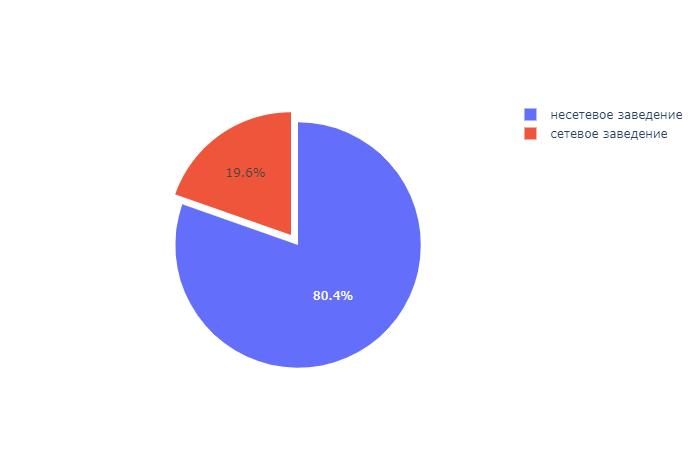 несетевое заведение
сетевое заведение
19.6%
80.4%